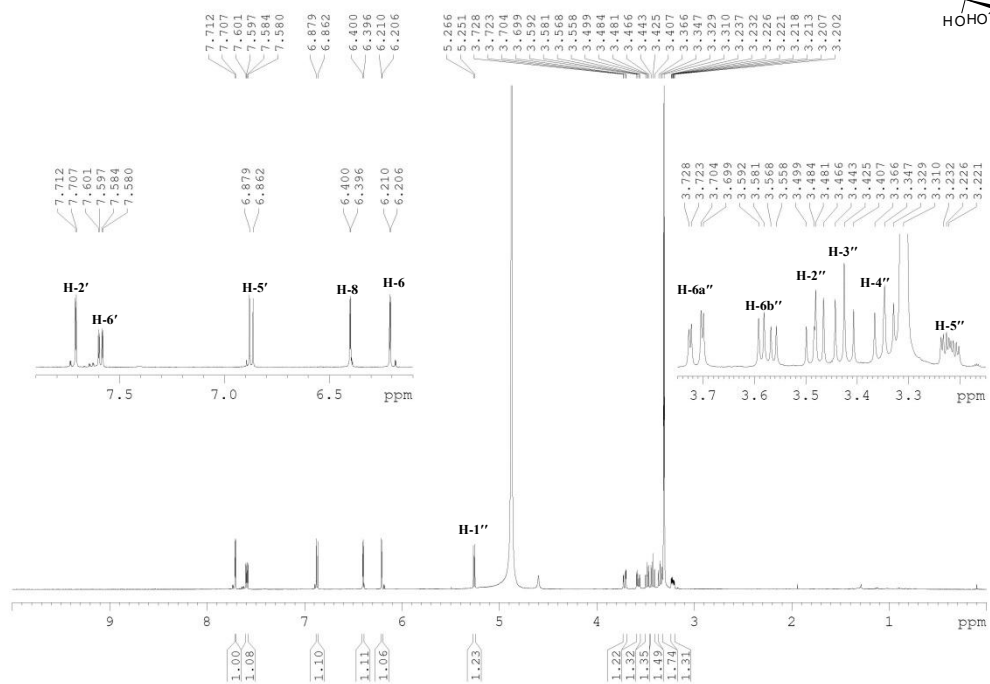 HO
HO
7.712 7.707 7.601 7.597 7.584 7.580 6.879 6.862 6.400 6.396 6.210 6.206 5.266 5.251 3.728 3.723 3.704 3.699 3.592 3.581 3.568 3.558 3.499 3.484 3.481 3.466 3.443 3.425 3.407 3.366 3.347 3.329 3.310 3.237 3.232 3.226 3.221 3.218 3.213 3.207 3.202
7.712 7.707 7.601 7.597 7.584 7.580 6.879 6.862 6.400 6.396 6.210 6.206
H-2′
H-6′
H-5′
H-8
H-6
7.5 7.0 6.5 ppm
3.728 3.723 3.704 3.699 3.592 3.581 3.568 3.558 3.499 3.484 3.481 3.466 3.443 3.425 3.407 3.366 3.347 3.329 3.310 3.232 3.226 3.221
H-6a″
H-6b″
H-2″
H-3″
H-4″
H-5″
3.7 3.6 3.5 3.4 3.3 ppm
H-1″
9 8 7 6 5 4 3 2 1 ppm
1.00 1.08 1.10 1.11 1.06 1.23 1.22 1.32 1.35 1.49 1.74 1.31